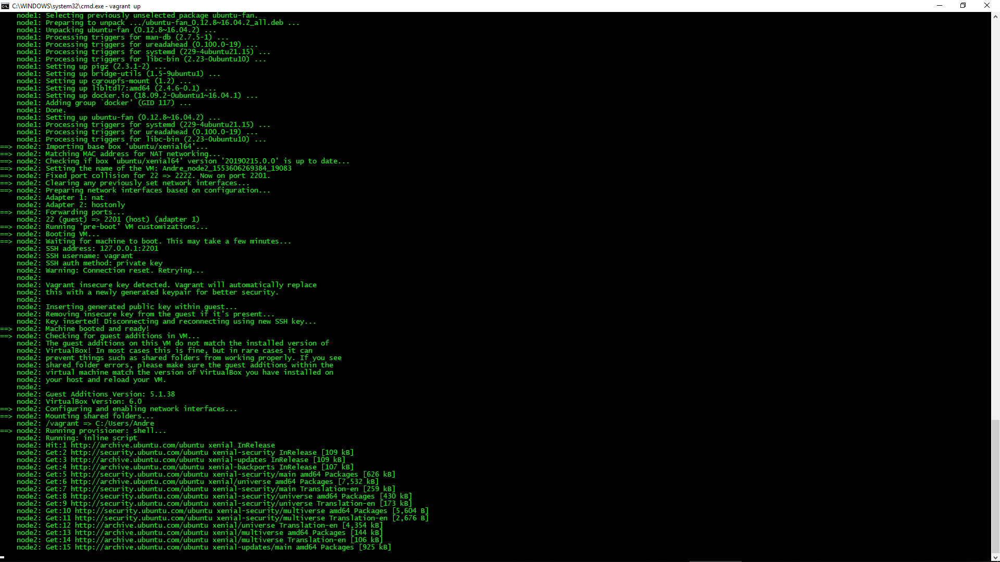 C:\WINDOWS\system32\cmd.exe - vagrant  up
    node1: Selecting previously unselected package ubuntu-fan.
    node1: Preparing to unpack .../ubuntu-fan_0.12.8~16.04.2_all.deb ...
    node1: Unpacking ubuntu-fan (0.12.8~16.04.2) ...
    node1: Processing triggers for man-db (2.7.5-1) ...
    node1: Processing triggers for ureadahead (0.100.0-19) ...
    node1: Processing triggers for systemd (229-4ubuntu21.15) ...
    node1: Processing triggers for libc-bin (2.23-0ubuntu10) ...
    node1: Setting up pigz (2.3.1-2) ...
    node1: Setting up bridge-utils (1.5-9ubuntu1) ...
    node1: Setting up cgroupfs-mount (1.2) ...
    node1: Setting up libltdl7:amd64 (2.4.6-0.1) ...
    node1: Setting up docker.io (18.09.2-0ubuntu1~16.04.1) ...
    node1: Adding group `docker' (GID 117) ...
    node1: Done.
    node1: Setting up ubuntu-fan (0.12.8~16.04.2) ...
    node1: Processing triggers for systemd (229-4ubuntu21.15) ...
    node1: Processing triggers for ureadahead (0.100.0-19) ...
    node1: Processing triggers for libc-bin (2.23-0ubuntu10) ...
==> node2: Importing base box 'ubuntu/xenial64'...
==> node2: Matching MAC address for NAT networking...
==> node2: Checking if box 'ubuntu/xenial64' version '20190215.0.0' is up to date...
==> node2: Setting the name of the VM: Andre_node2_1553606269384_19083
==> node2: Fixed port collision for 22 => 2222. Now on port 2201.
==> node2: Clearing any previously set network interfaces...
==> node2: Preparing network interfaces based on configuration...
    node2: Adapter 1: nat
    node2: Adapter 2: hostonly
==> node2: Forwarding ports...
    node2: 22 (guest) => 2201 (host) (adapter 1)
==> node2: Running 'pre-boot' VM customizations...
==> node2: Booting VM...
==> node2: Waiting for machine to boot. This may take a few minutes...
    node2: SSH address: 127.0.0.1:2201
    node2: SSH username: vagrant
    node2: SSH auth method: private key
    node2: Warning: Connection reset. Retrying...
    node2:
    node2: Vagrant insecure key detected. Vagrant will automatically replace
    node2: this with a newly generated keypair for better security.
    node2:
    node2: Inserting generated public key within guest...
    node2: Removing insecure key from the guest if it's present...
    node2: Key inserted! Disconnecting and reconnecting using new SSH key...
==> node2: Machine booted and ready!
==> node2: Checking for guest additions in VM...
    node2: The guest additions on this VM do not match the installed version of
    node2: VirtualBox! In most cases this is fine, but in rare cases it can
    node2: prevent things such as shared folders from working properly. If you see
    node2: shared folder errors, please make sure the guest additions within the
    node2: virtual machine match the version of VirtualBox you have installed on
    node2: your host and reload your VM.
    node2:
    node2: Guest Additions Version: 5.1.38
    node2: VirtualBox Version: 6.0
==> node2: Configuring and enabling network interfaces...
==> node2: Mounting shared folders...
    node2: /vagrant => C:/Users/Andre
==> node2: Running provisioner: shell...
    node2: Running: inline script
    node2: Hit:1 http://archive.ubuntu.com/ubuntu xenial InRelease
    node2: Get:2 http://security.ubuntu.com/ubuntu xenial-security InRelease [109 kB]
    node2: Get:3 http://archive.ubuntu.com/ubuntu xenial-updates InRelease [109 kB]
    node2: Get:4 http://archive.ubuntu.com/ubuntu xenial-backports InRelease [107 kB]
    node2: Get:5 http://security.ubuntu.com/ubuntu xenial-security/main amd64 Packages [626 kB]
    node2: Get:6 http://archive.ubuntu.com/ubuntu xenial/universe amd64 Packages [7,532 kB]
    node2: Get:7 http://security.ubuntu.com/ubuntu xenial-security/main Translation-en [259 kB]
    node2: Get:8 http://security.ubuntu.com/ubuntu xenial-security/universe amd64 Packages [430 kB]
    node2: Get:9 http://security.ubuntu.com/ubuntu xenial-security/universe Translation-en [173 kB]
    node2: Get:10 http://security.ubuntu.com/ubuntu xenial-security/multiverse amd64 Packages [5,604 B]
    node2: Get:11 http://security.ubuntu.com/ubuntu xenial-security/multiverse Translation-en [2,676 B]
    node2: Get:12 http://archive.ubuntu.com/ubuntu xenial/universe Translation-en [4,354 kB]
    node2: Get:13 http://archive.ubuntu.com/ubuntu xenial/multiverse amd64 Packages [144 kB]
    node2: Get:14 http://archive.ubuntu.com/ubuntu xenial/multiverse Translation-en [106 kB]
    node2: Get:15 http://archive.ubuntu.com/ubuntu xenial-updates/main amd64 Packages [925 kB]